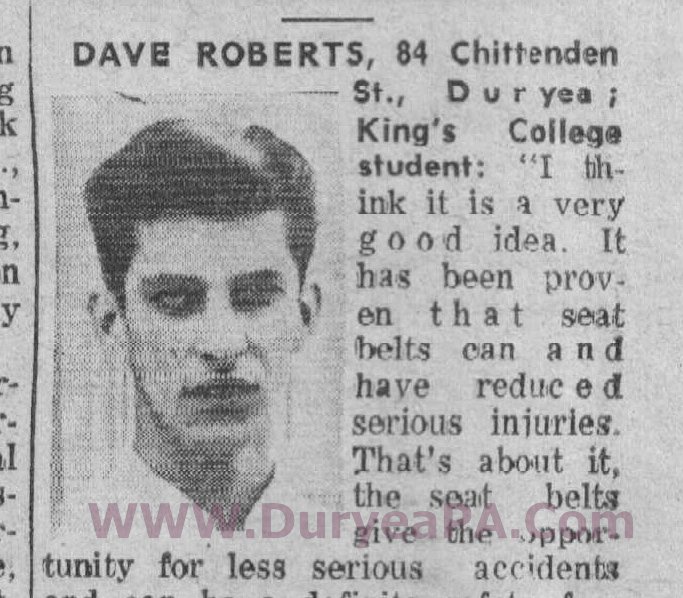 DAVE ROBERTS, 84 Chittenden
St., Duryea;
King's College
student: "I th-
ink it is a very
good idea. It
has been prov-
en that seat
belts can and
have reduced
serious injuries.
That's about it,
the seat belts
give the oppor-
tunity for less serious accidents
WWW.DuryeaPA.Com